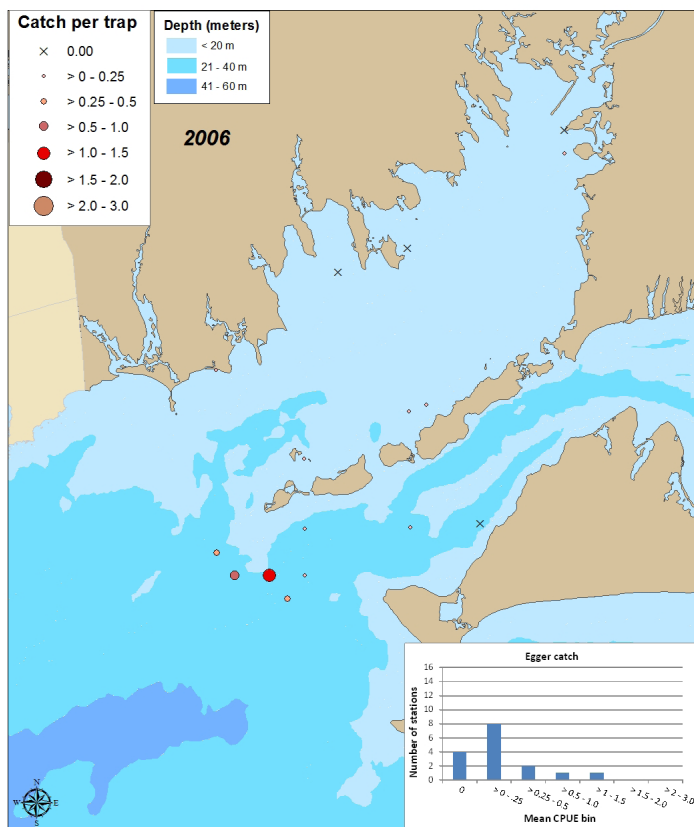 Catch per trap
0.00
> 0 - 0.25
> 0.25 - 0.5
> 0.5 - 1.0
> 1.0 - 1.5
> 1.5 - 2.0
> 2.0 - 3.0
Depth (meters)
< 20 m
21 - 40 m
41 - 60 m
2006
Egger catch
Number of stations
16
14
12
10
8
6
4
2
0
0
> 0 - .25
> 0.25 - 0.5
> 0.5 - 1.0
> 1 - 1.5
> 1.5 - 2.0
> 2 - 3.0
Mean CPUE bin
N
W E
S